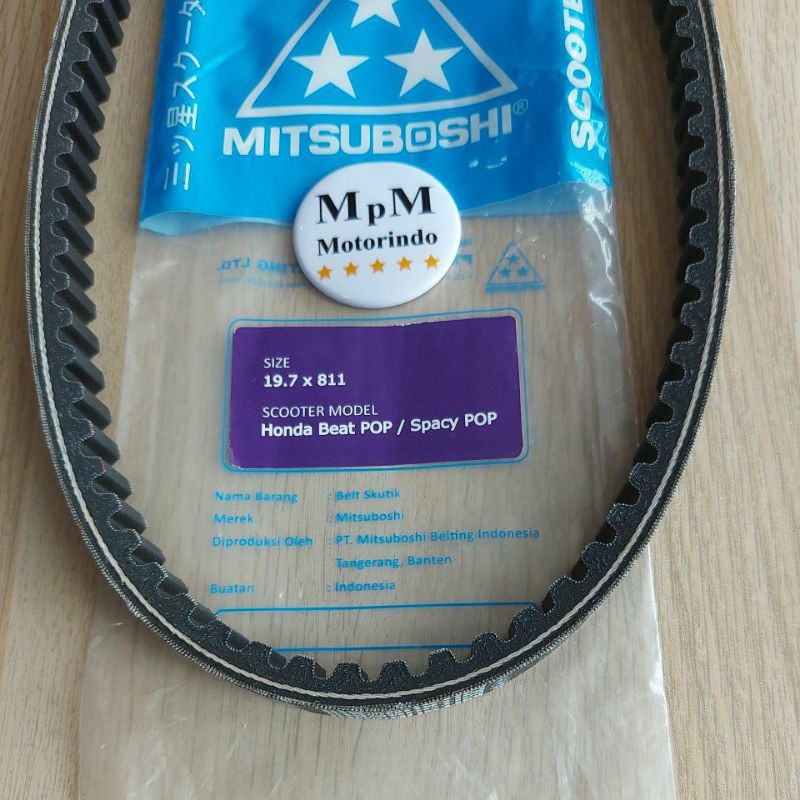 三ツ星スクータ
SCOOTE
MITSUBOSHI®
MpM
Motorindo
TING LTD.
SIZE
19.7 x 811
SCOOTER MODEL
Honda Beat POP / Spacy POP
Nama Barang : Belt Skutik
Merek : Mitsuboshi
Diproduksi Oleh : PT. Mitsuboshi Belting Indonesia
Tangerang, Banten
Buatan : Indonesia